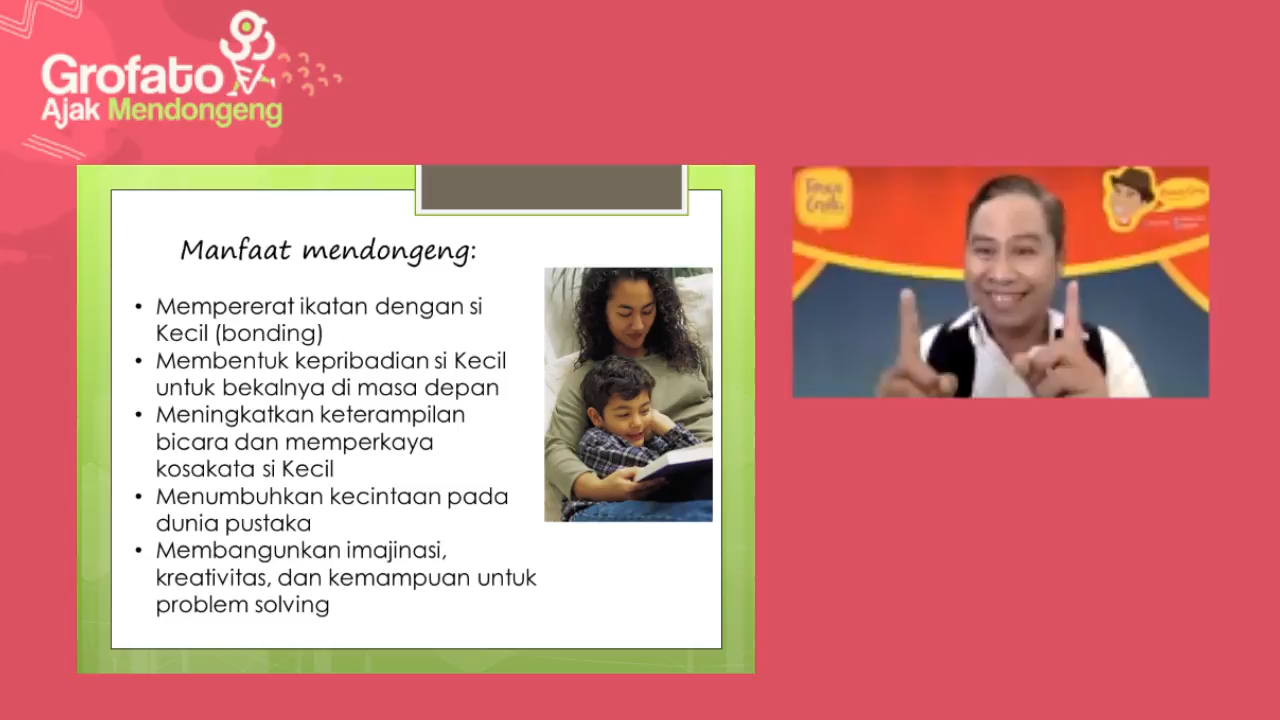 Grofato
Ajak Mendongeng
Manfaat mendongeng:
• Mempererat ikatan dengan si
Kecil (bonding)
• Membentuk kepribadian si Kecil
untuk bekalnya di masa depan
• Meningkatkan keterampilan
bicara dan memperkaya
kosakata si Kecil
• Menumbuhkan kecintaan pada
dunia pustaka
• Membangunkan imajinasi,
kreativitas, dan kemampuan untuk
problem solving